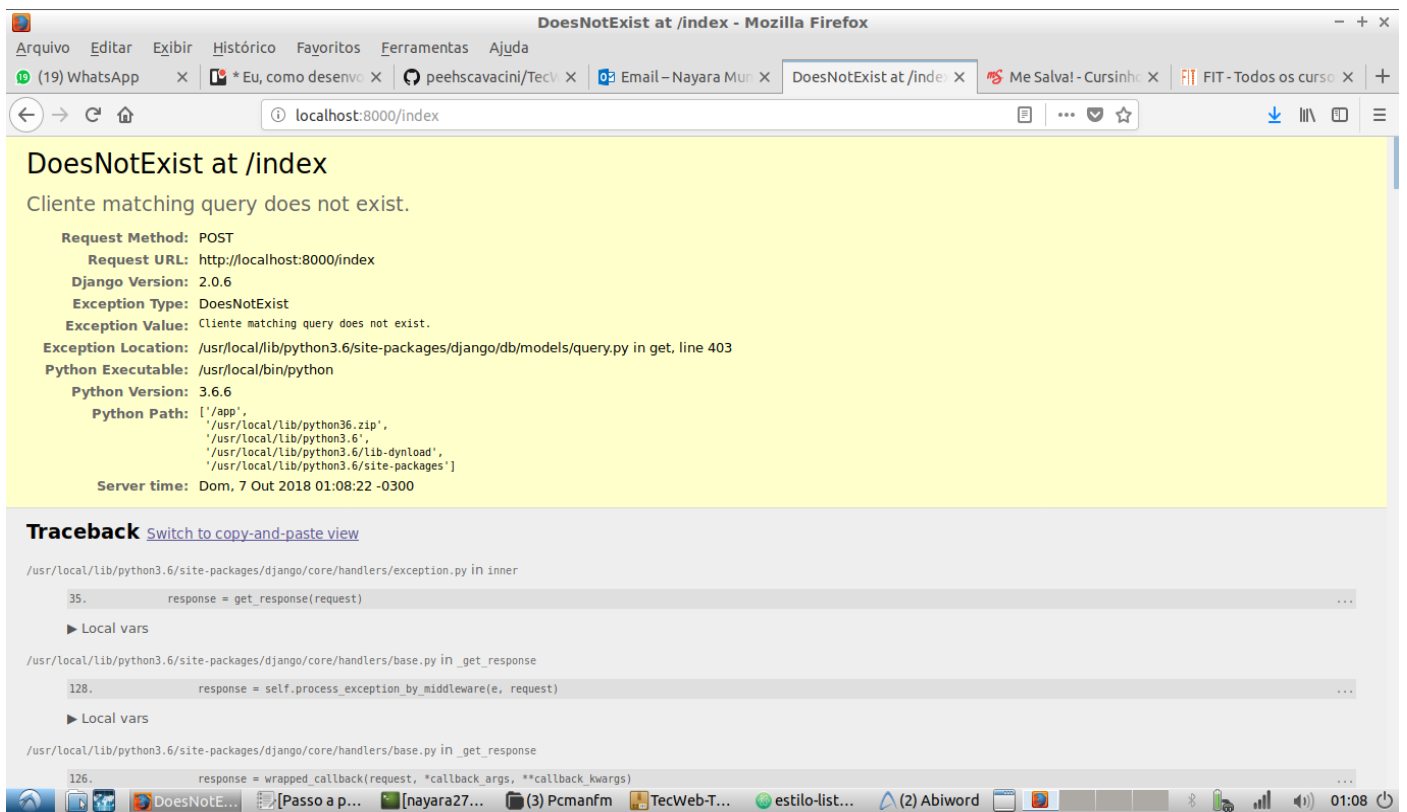 DoesNotExist at /index - Mozilla Firefox
Arquivo Editar Exibir Histórico Favoritos Ferramentas Ajuda
(19) WhatsApp * Eu, como desenvo peehscavacini/TecW Email – Nayara Mun DoesNotExist at /index Me Salva! - Cursinho FIT - Todos os curso
localhost:8000/index
DoesNotExist at /index
Cliente matching query does not exist.
Request Method: POST
Request URL: http://localhost:8000/index
Django Version: 2.0.6
Exception Type: DoesNotExist
Exception Value: Cliente matching query does not exist.
Exception Location: /usr/local/lib/python3.6/site-packages/django/db/models/query.py in get, line 403
Python Executable: /usr/local/bin/python
Python Version: 3.6.6
Python Path: ['/app',
'/usr/local/lib/python36.zip',
'/usr/local/lib/python3.6',
'/usr/local/lib/python3.6/lib-dynload',
'/usr/local/lib/python3.6/site-packages']
Server time: Dom, 7 Out 2018 01:08:22 -0300
Traceback Switch to copy-and-paste view
/usr/local/lib/python3.6/site-packages/django/core/handlers/exception.py in inner
35. response = get_response(request) ...
▶ Local vars
/usr/local/lib/python3.6/site-packages/django/core/handlers/base.py in _get_response
128. response = self.process_exception_by_middleware(e, request) ...
▶ Local vars
/usr/local/lib/python3.6/site-packages/django/core/handlers/base.py in _get_response
126. response = wrapped_callback(request, *callback_args, **callback_kwargs) ...
DoesNotE... [Passo a p... [nayara27... (3) Pcmanfm TecWeb-T... estilo-list... (2) Abiword 01:08